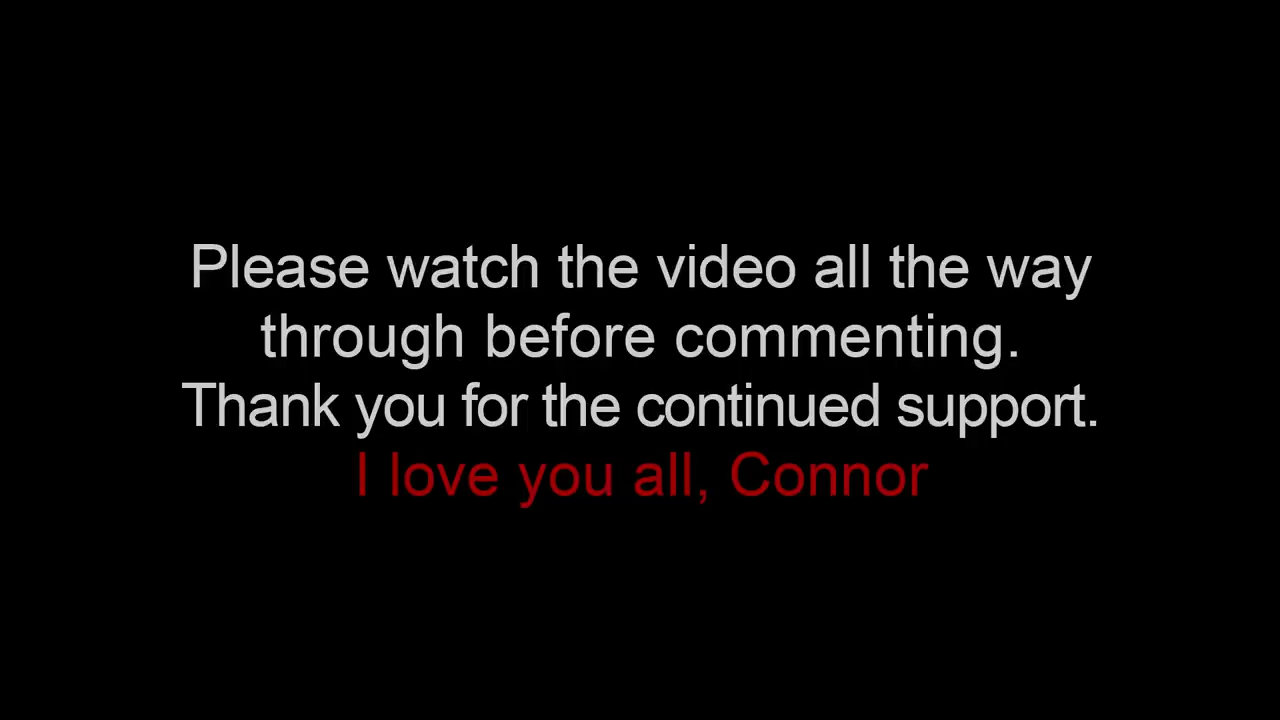 Please watch the video all the way
through before commenting.
Thank you for the continued support.
I love you all, Connor